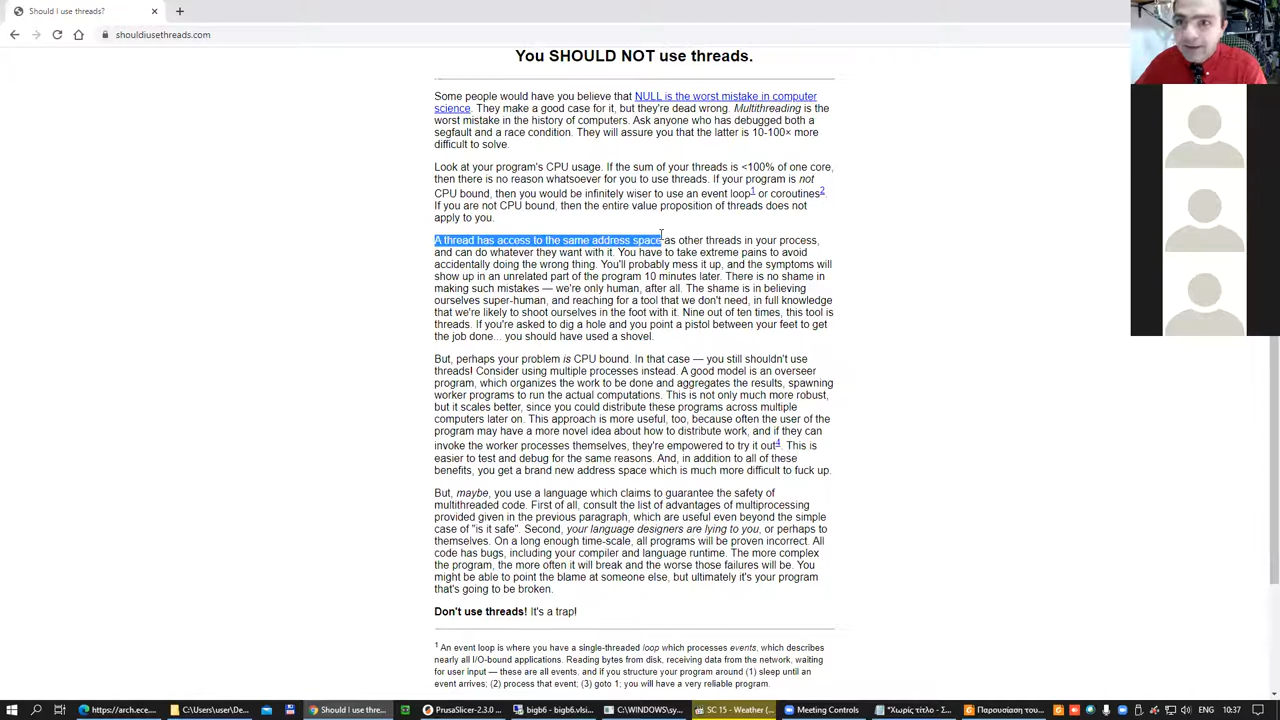 Should I use threads?
shouldiusethreads.com
You SHOULD NOT use threads.
Some people would have you believe that NULL is the worst mistake in computer
science. They make a good case for it, but they're dead wrong. Multithreading is the
worst mistake in the history of computers. Ask anyone who has debugged both a
segfault and a race condition. They will assure you that the latter is 10-100× more
difficult to solve.
Look at your program's CPU usage. If the sum of your threads is <100% of one core,
then there is no reason whatsoever for you to use threads. If your program is not
CPU bound, then you would be infinitely wiser to use an event loop1 or coroutines2.
If you are not CPU bound, then the entire value proposition of threads does not
apply to you.
A thread has access to the same address space as other threads in your process,
and can do whatever they want with it. You have to take extreme pains to avoid
accidentally doing the wrong thing. You'll probably mess it up, and the symptoms will
show up in an unrelated part of the program 10 minutes later. There is no shame in
making such mistakes — we're only human, after all. The shame is in believing
ourselves super-human, and reaching for a tool that we don't need, in full knowledge
that we're likely to shoot ourselves in the foot with it. Nine out of ten times, this tool is
threads. If you're asked to dig a hole and you point a pistol between your feet to get
the job done... you should have used a shovel.
But, perhaps your problem is CPU bound. In that case — you still shouldn't use
threads! Consider using multiple processes instead. A good model is an overseer
program, which organizes the work to be done and aggregates the results, spawning
worker programs to run the actual computations. This is not only much more robust,
but it scales better, since you could distribute these programs across multiple
computers later on. This approach is more useful, too, because often the user of the
program may have a more novel idea about how to distribute work, and if they can
invoke the worker processes themselves, they're empowered to try it out4. This is
easier to test and debug for the same reasons. And, in addition to all of these
benefits, you get a brand new address space which is much more difficult to fuck up.
But, maybe, you use a language which claims to guarantee the safety of
multithreaded code. First of all, consult the list of advantages of multiprocessing
provided given in the previous paragraph, which are useful even beyond the simple
case of "is it safe". Second, your language designers are lying to you, or perhaps to
themselves. On a long enough time-scale, all programs will be proven incorrect. All
code has bugs, including your compiler and language runtime. The more complex
the program, the more often it will break and the worse those failures will be. You
might be able to point the blame at someone else, but ultimately it's your program
that's going to be broken.
Don't use threads! It's a trap!
1 An event loop is where you have a single-threaded loop which processes events, which describes
nearly all I/O-bound applications. Reading bytes from disk, receiving data from the network, waiting
for user input — these are all events, and if you structure your program around (1) sleep until an
event arrives; (2) process that event; (3) goto 1; you will have a very reliable program.
https://arch.ece....
C:\Users\user\De...
Should I use thre...
PrusaSlicer-2.3.0 ...
bigb6 - bigb6.vlsi...
C:\WINDOWS\sy...
SC 15 - Weather (...
Meeting Controls
*Χωρίς τίτλο - Σ...
Παρουσίαση του...
10:37